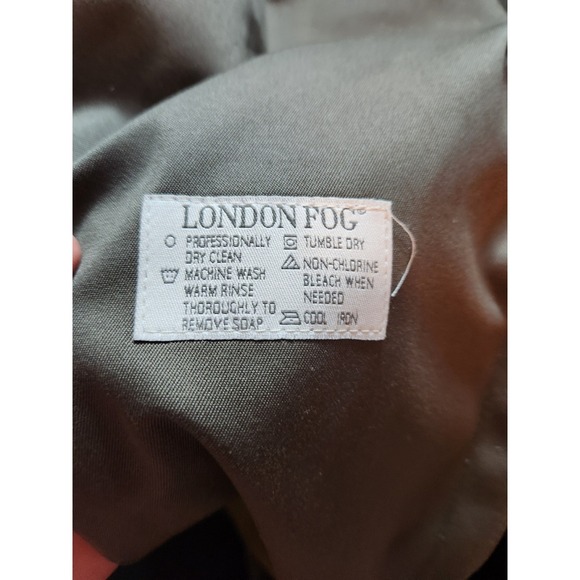 LONDON FOG®
PROFESSIONALLY
DRY CLEAN
MACHINE WASH
WARM RINSE
THOROUGHLY TO
REMOVE SOAP
TUMBLE DRY
NON-CHLORINE
BLEACH WHEN
NEEDED
COOL IRON